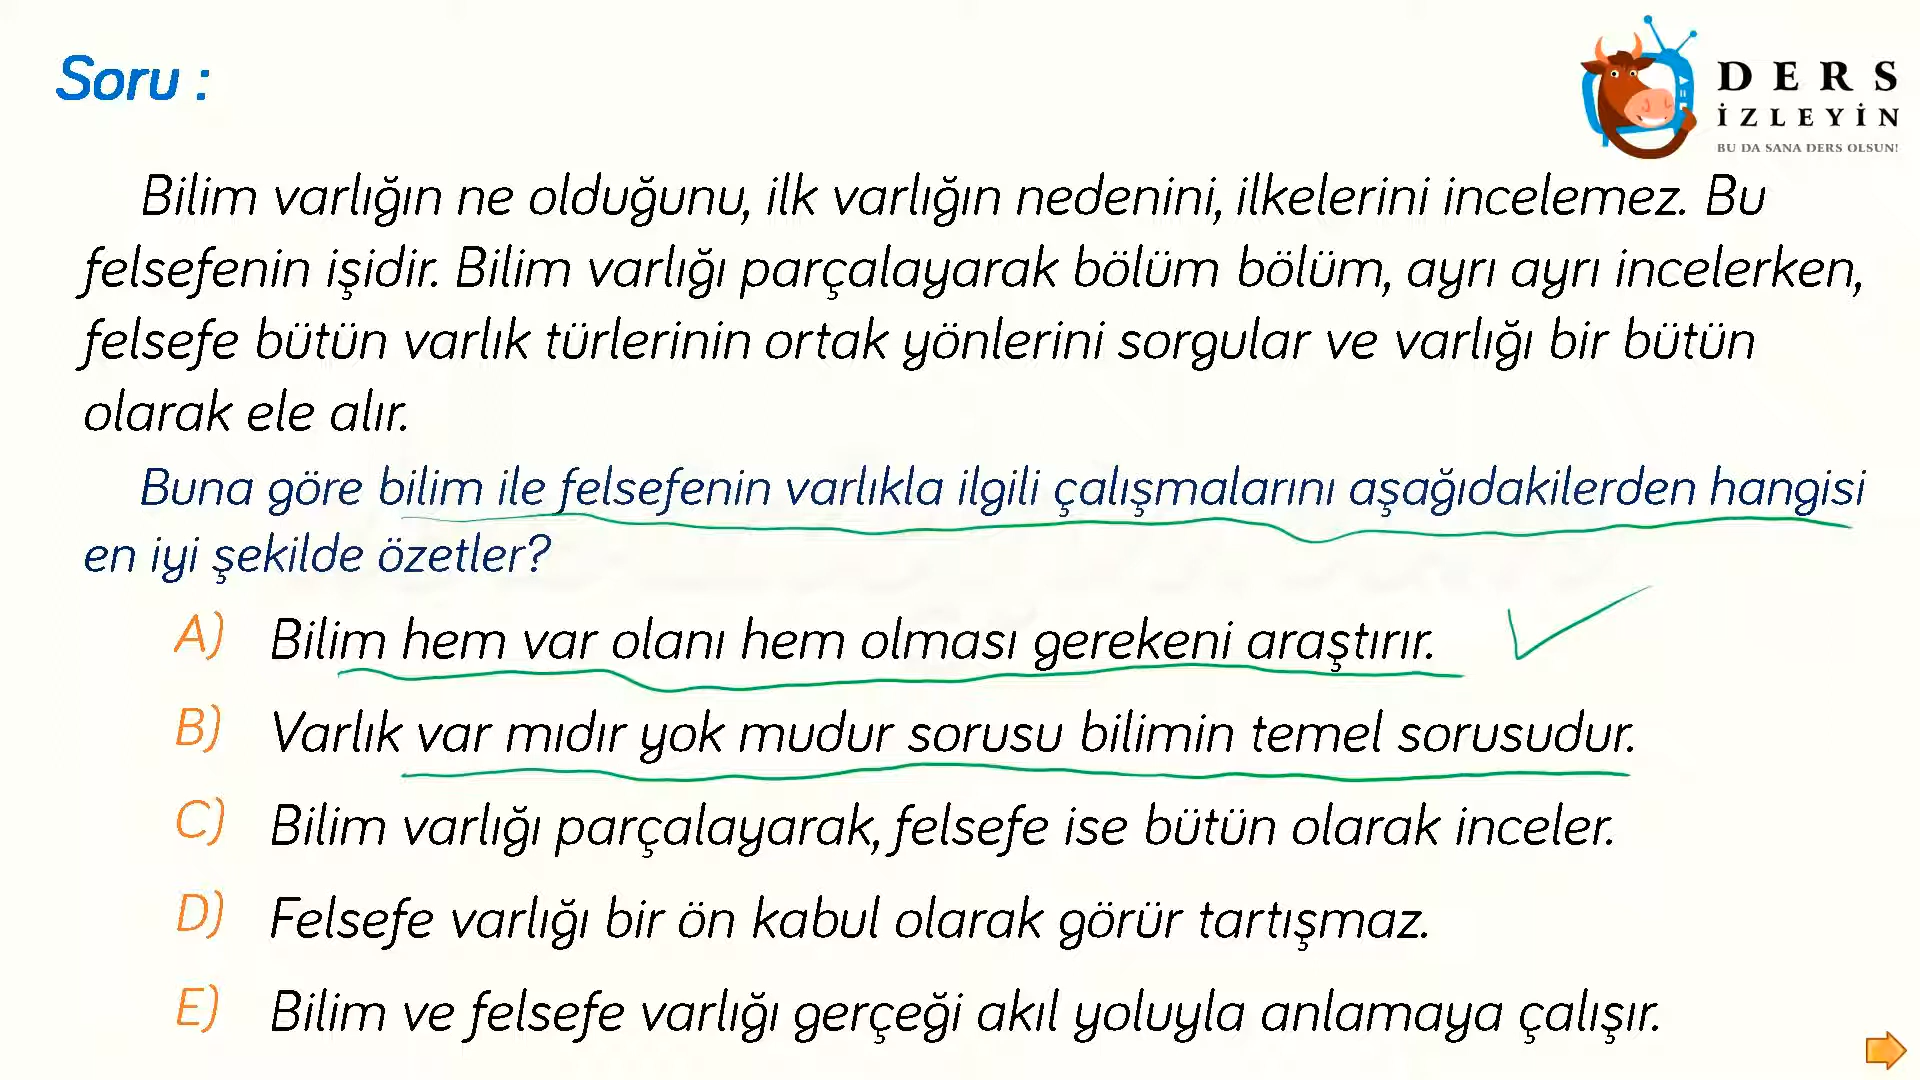 Soru :
DERS
İZLEYİN
BU DA SANA DERS OLSUN!
Bilim varlığın ne olduğunu, ilk varlığın nedenini, ilkelerini incelemez. Bu
felsefenin işidir. Bilim varlığı parçalayarak bölüm bölüm, ayrı ayrı incelerken,
felsefe bütün varlık türlerinin ortak yönlerini sorgular ve varlığı bir bütün
olarak ele alır.
Buna göre bilim ile felsefenin varlıkla ilgili çalışmalarını aşağıdakilerden hangisi
en iyi şekilde özetler?
A) Bilim hem var olanı hem olması gerekeni araştırır.
B) Varlık var mıdır yok mudur sorusu bilimin temel sorusudur.
C) Bilim varlığı parçalayarak, felsefe ise bütün olarak inceler.
D) Felsefe varlığı bir ön kabul olarak görür tartışmaz.
E) Bilim ve felsefe varlığı gerçeği akıl yoluyla anlamaya çalışır.